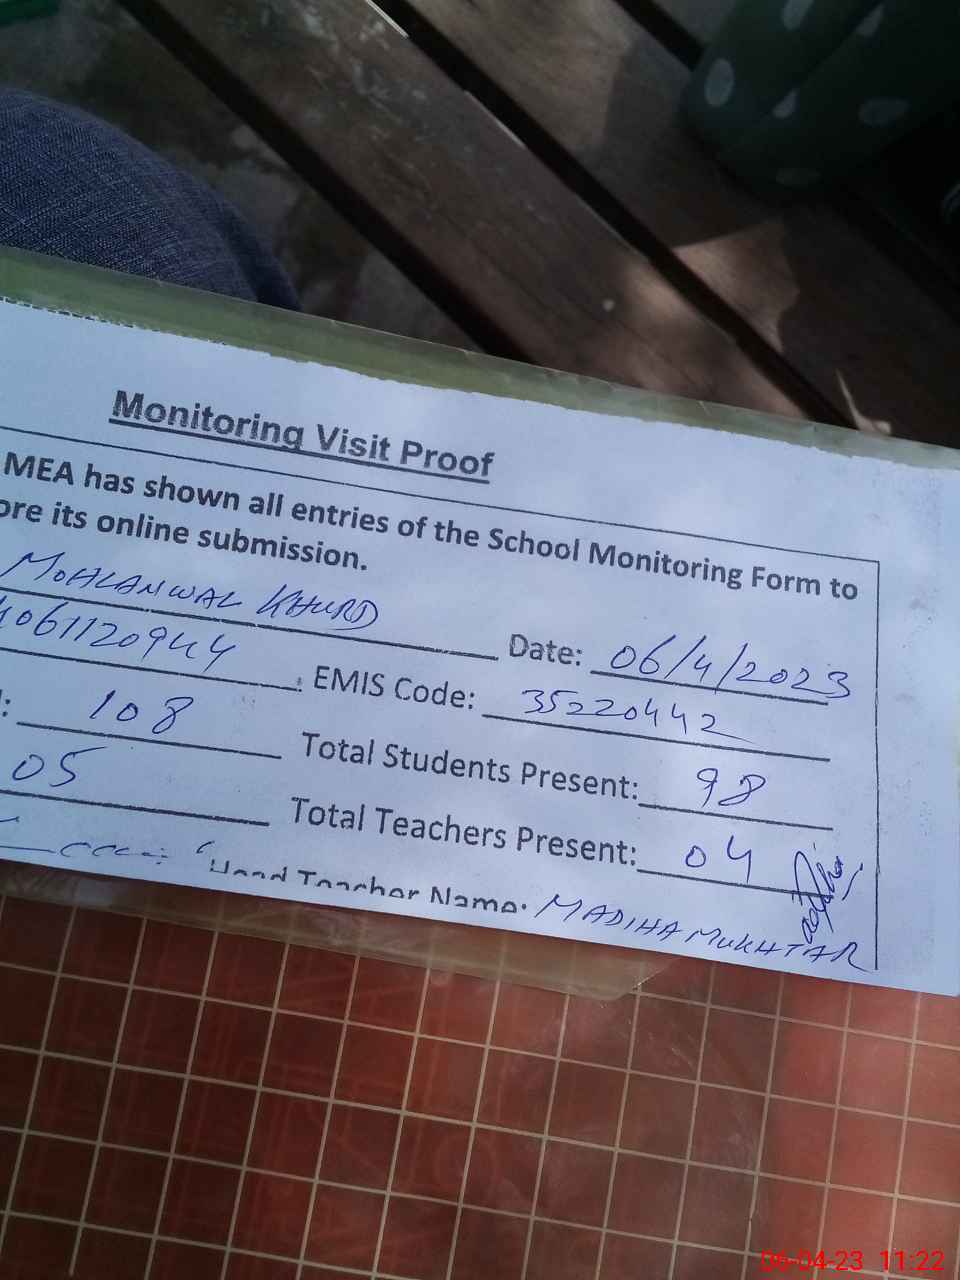 Monitoring Visit Proof
MEA has shown all entries of the School Monitoring Form to
ore its online submission.
MOHLANWAL KHURD Date: 06/4/2023
061120944 EMIS Code: 35220442
: 108 Total Students Present: 98
05 Total Teachers Present: 04
Head Teacher Name: MADIHA MUKHTAR
06-04-23 11:22